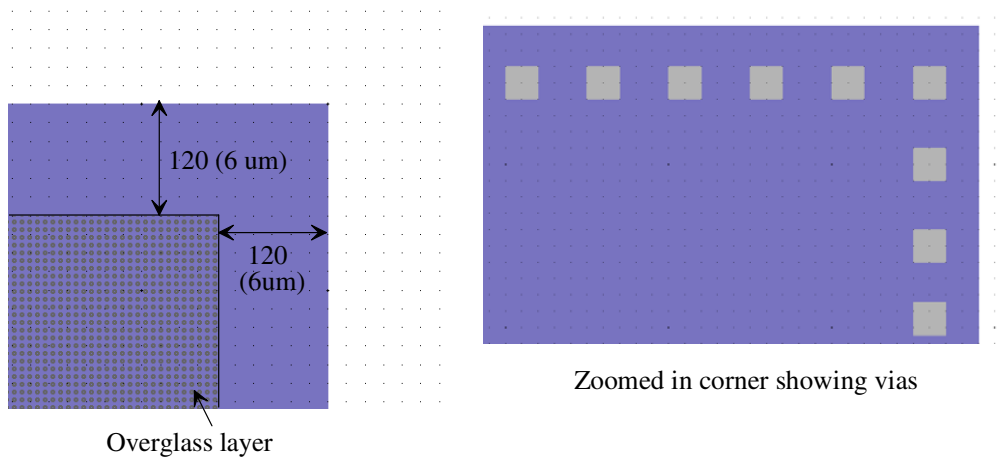 120 (6 um)
120
(6um)
Overglass layer
Zoomed in corner showing vias